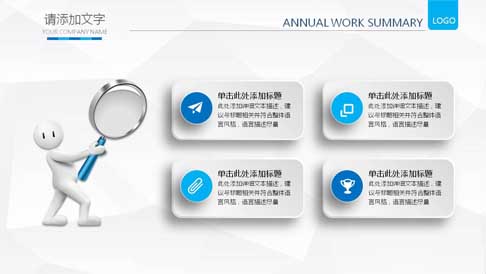 请添加文字
YOUR COMPANY NAME
ANNUAL WORK SUMMARY
LOGO
单击此处添加标题
此处添加详细文本描述，建
议与标题相关并符合整体语
言风格，语言描述尽量
单击此处添加标题
此处添加详细文本描述，建
议与标题相关并符合整体语
言风格，语言描述尽量
单击此处添加标题
此处添加详细文本描述，建
议与标题相关并符合整体语
言风格，语言描述尽量
单击此处添加标题
此处添加详细文本描述，建
议与标题相关并符合整体语
言风格，语言描述尽量